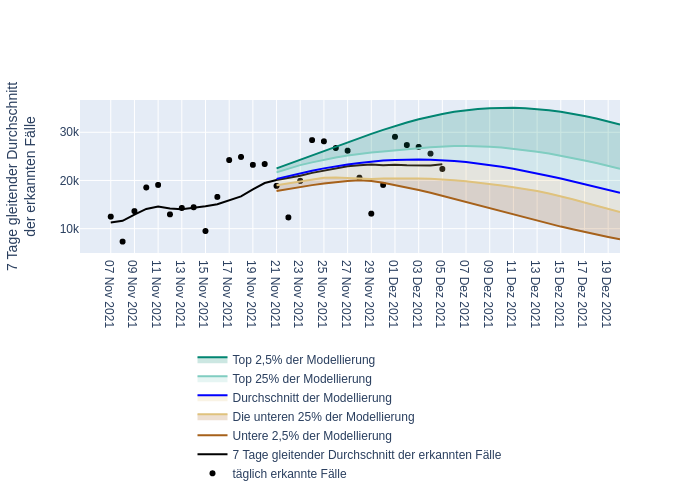 7 Tage gleitender Durchschnitt
der erkannten Fälle
30k
20k
10k
07 Nov 2021
09 Nov 2021
11 Nov 2021
13 Nov 2021
15 Nov 2021
17 Nov 2021
19 Nov 2021
21 Nov 2021
23 Nov 2021
25 Nov 2021
27 Nov 2021
29 Nov 2021
01 Dez 2021
03 Dez 2021
05 Dez 2021
07 Dez 2021
09 Dez 2021
11 Dez 2021
13 Dez 2021
15 Dez 2021
17 Dez 2021
19 Dez 2021
Top 2,5% der Modellierung
Top 25% der Modellierung
Durchschnitt der Modellierung
Die unteren 25% der Modellierung
Untere 2,5% der Modellierung
7 Tage gleitender Durchschnitt der erkannten Fälle
täglich erkannte Fälle